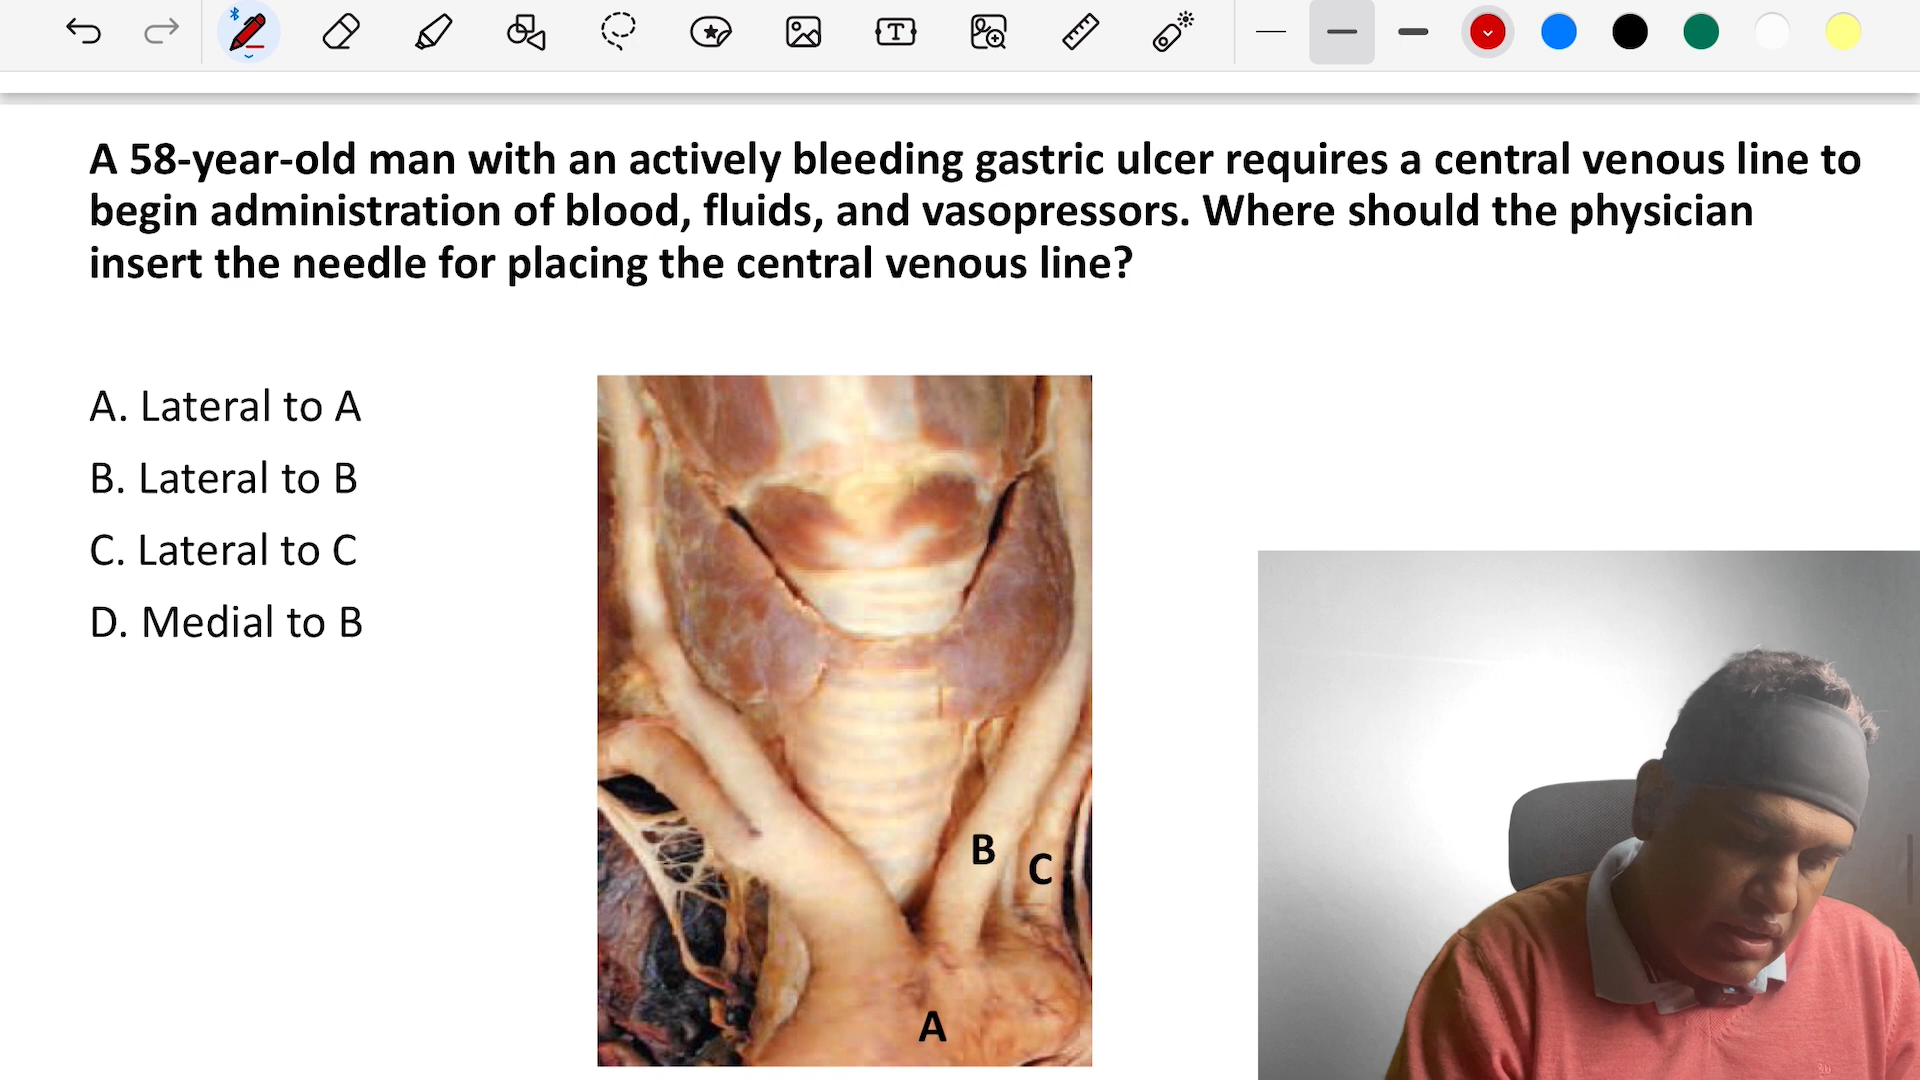 A 58-year-old man with an actively bleeding gastric ulcer requires a central venous line to
begin administration of blood, fluids, and vasopressors. Where should the physician
insert the needle for placing the central venous line?
A. Lateral to A
B. Lateral to B
C. Lateral to C
D. Medial to B
B
C
A